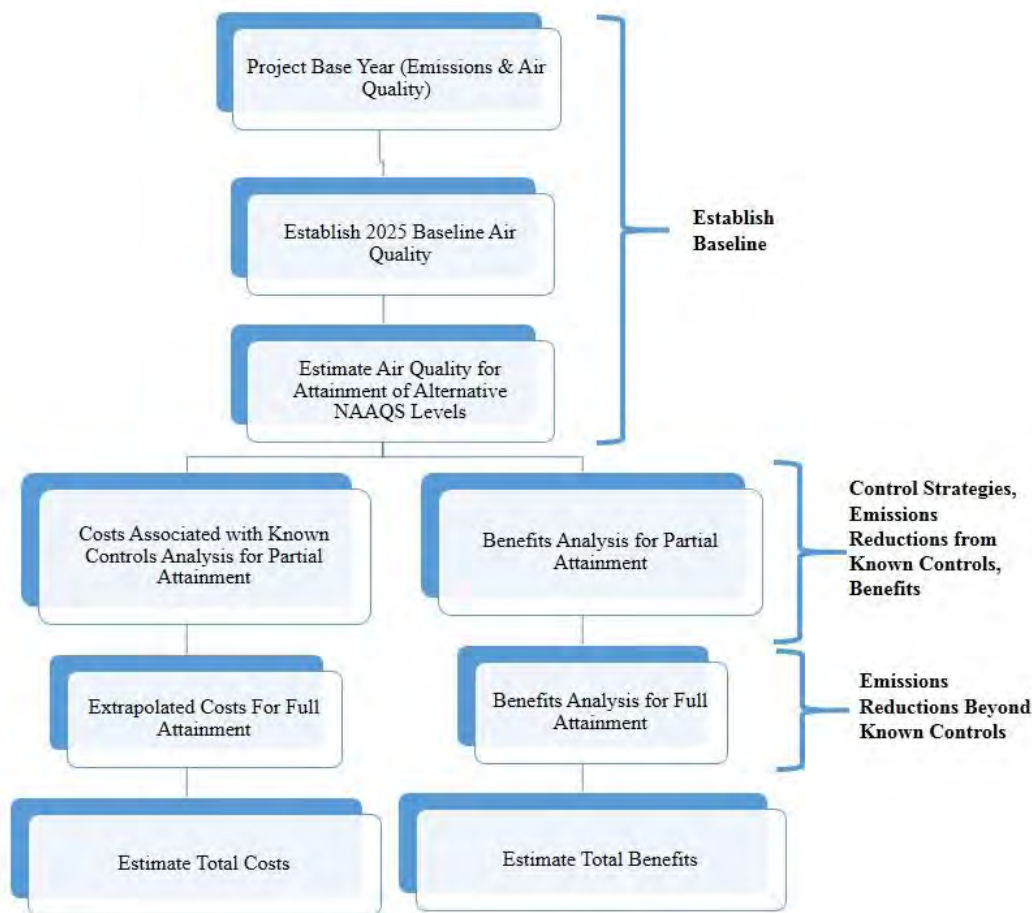 Project Base Year (Emissions & Air
Quality)
Establish 2025 Baseline Air
Quality
Estimate Air Quality for
Attainment of Alternative
NAAQS Levels
Establish
Baseline
Costs Associated with Known
Controls Analysis for Partial
Attainment
Benefits Analysis for Partial
Attainment
Control Strategies,
Emissions
Reductions from
Known Controls,
Benefits
Extrapolated Costs For Full
Attainment
Benefits Analysis for Full
Attainment
Emissions
Reductions Beyond
Known Controls
Estimate Total Costs
Estimate Total Benefits